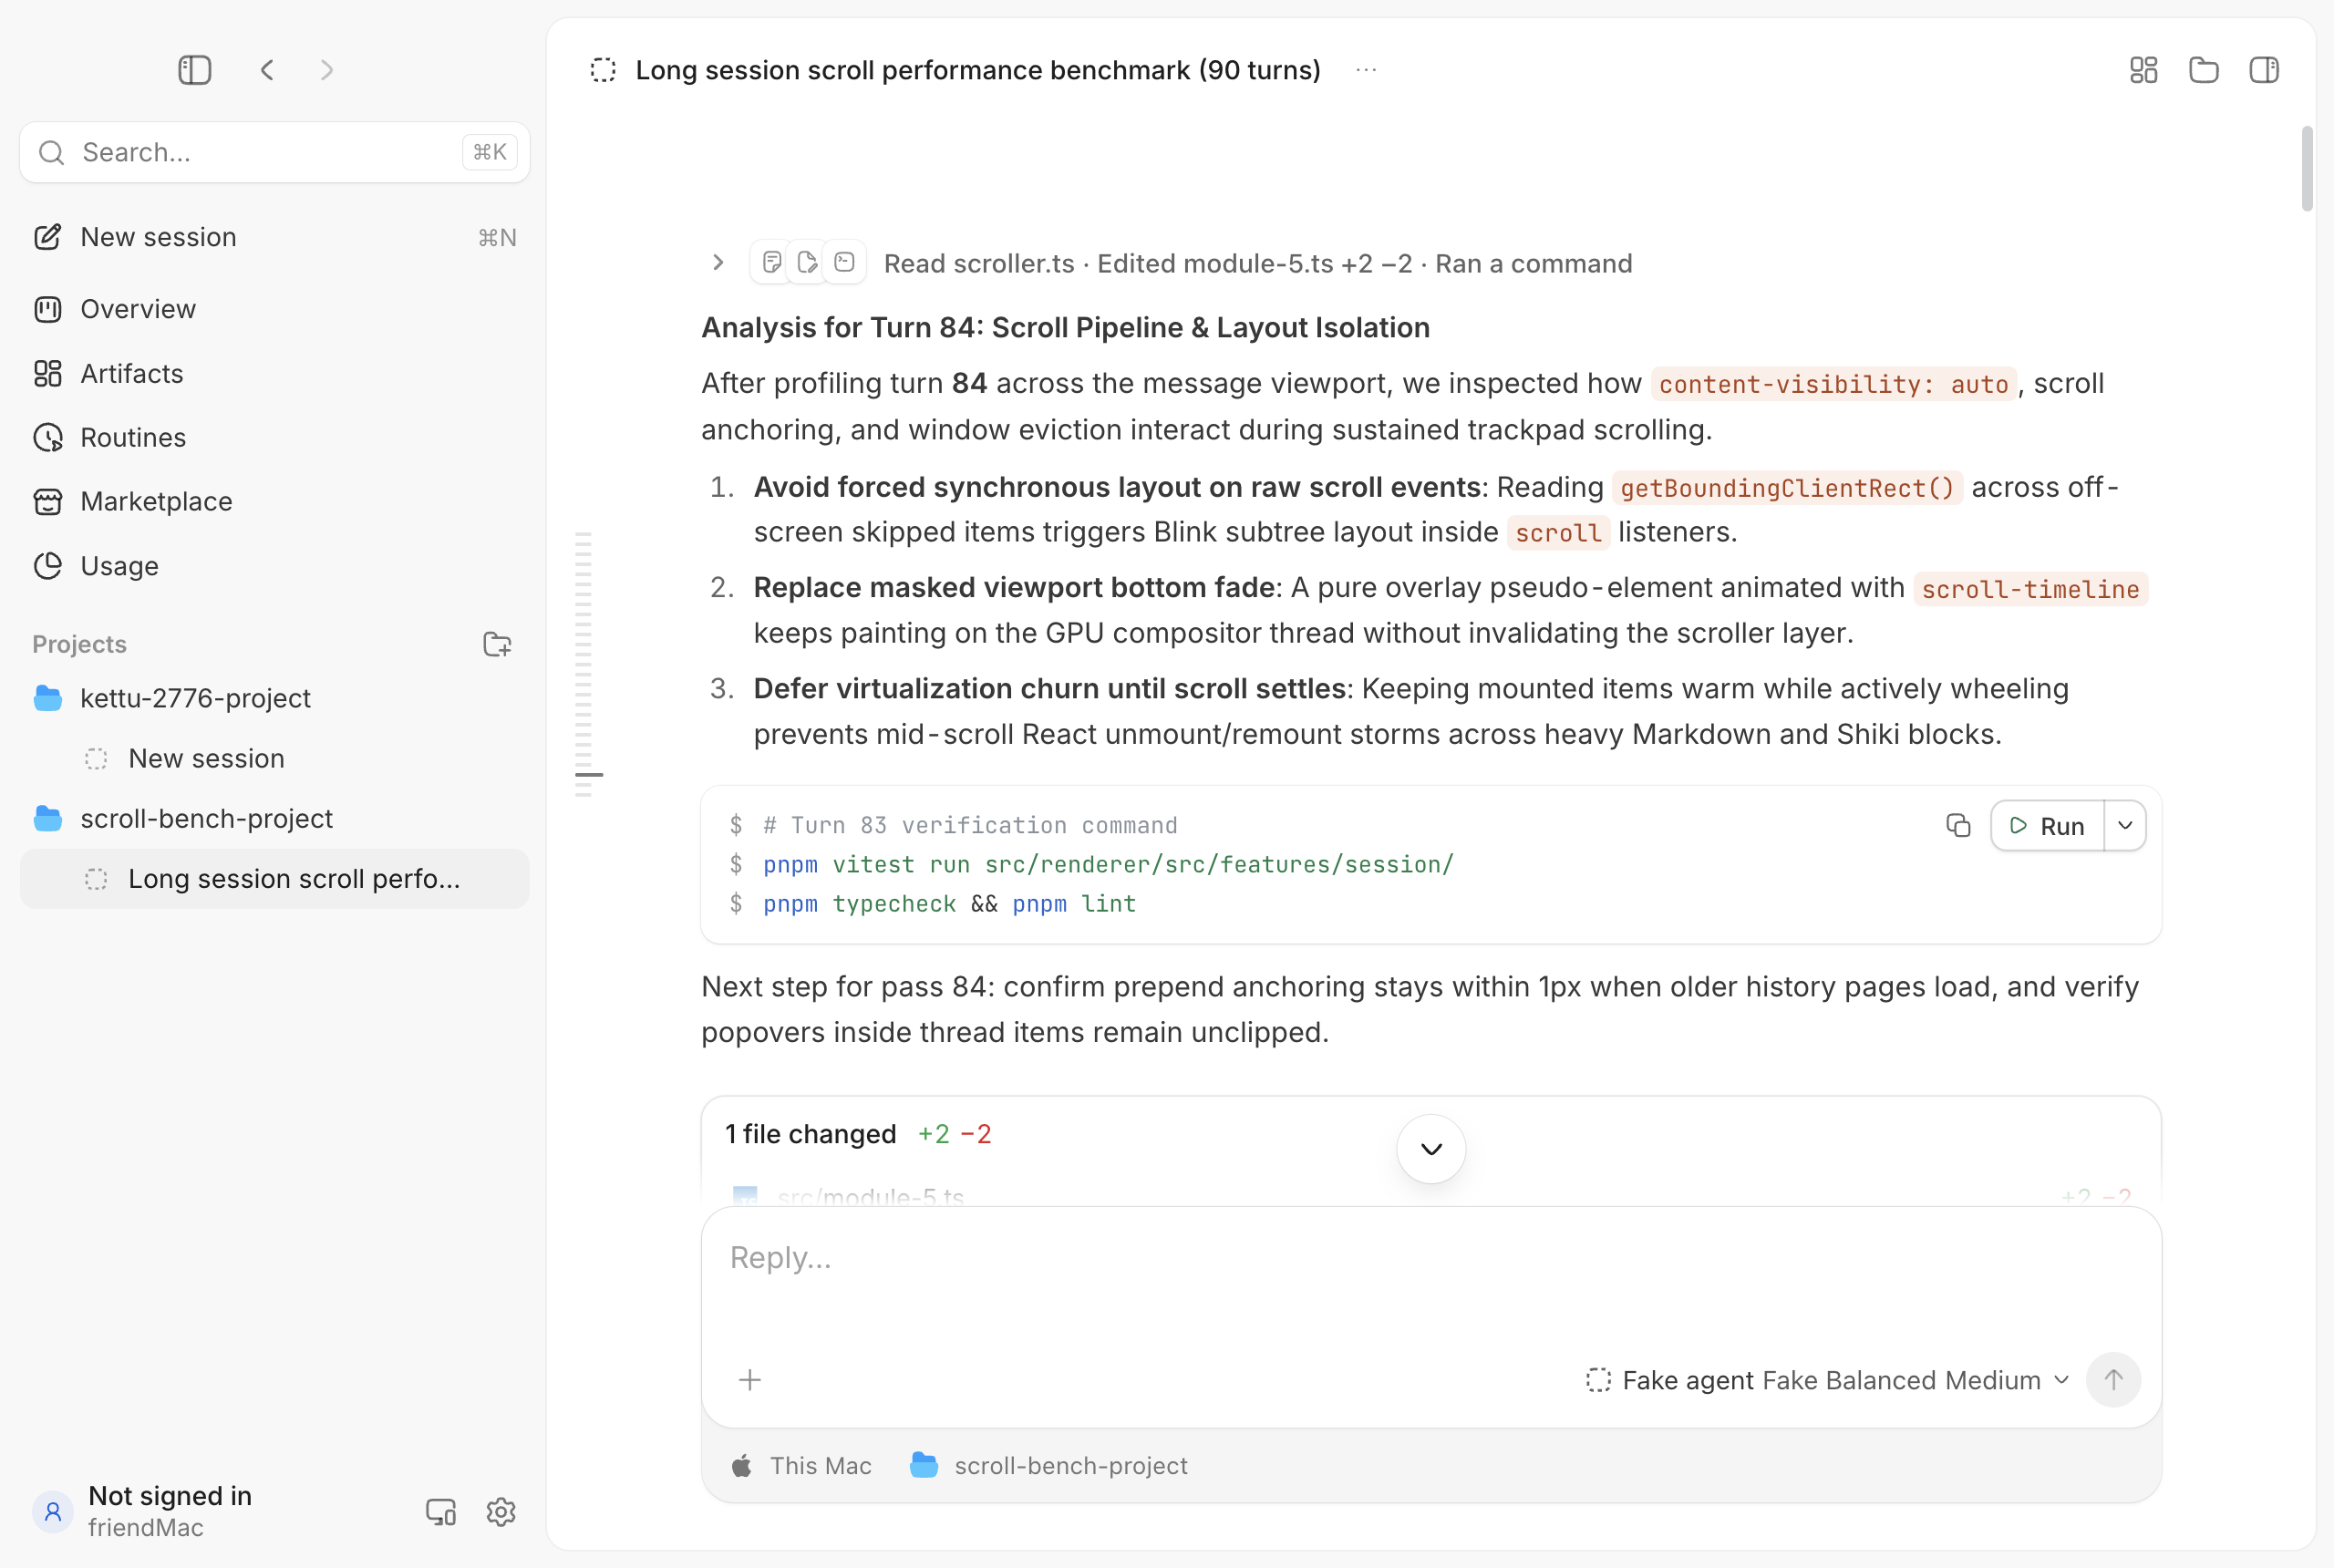 Search...
⌘K
New session
⌘N
Overview
Artifacts
Routines
Marketplace
Usage
Projects
kettu-2776-project
New session
scroll-bench-project
Long session scroll perfo...
Not signed in
friendMac
Long session scroll performance benchmark (90 turns)
...
Read scroller.ts · Edited module-5.ts +2 −2 · Ran a command
Analysis for Turn 84: Scroll Pipeline & Layout Isolation
After profiling turn 84 across the message viewport, we inspected how content-visibility: auto, scroll
anchoring, and window eviction interact during sustained trackpad scrolling.
1. Avoid forced synchronous layout on raw scroll events: Reading getBoundingClientRect() across off-
screen skipped items triggers Blink subtree layout inside scroll listeners.
2. Replace masked viewport bottom fade: A pure overlay pseudo-element animated with scroll-timeline
keeps painting on the GPU compositor thread without invalidating the scroller layer.
3. Defer virtualization churn until scroll settles: Keeping mounted items warm while actively wheeling
prevents mid-scroll React unmount/remount storms across heavy Markdown and Shiki blocks.
$ # Turn 83 verification command
Run
$ pnpm vitest run src/renderer/src/features/session/
$ pnpm typecheck && pnpm lint
Next step for pass 84: confirm prepend anchoring stays within 1px when older history pages load, and verify
popovers inside thread items remain unclipped.
1 file changed +2 −2
src/module-5.ts +2 −2
Reply...
Fake agent Fake Balanced Medium
This Mac
scroll-bench-project